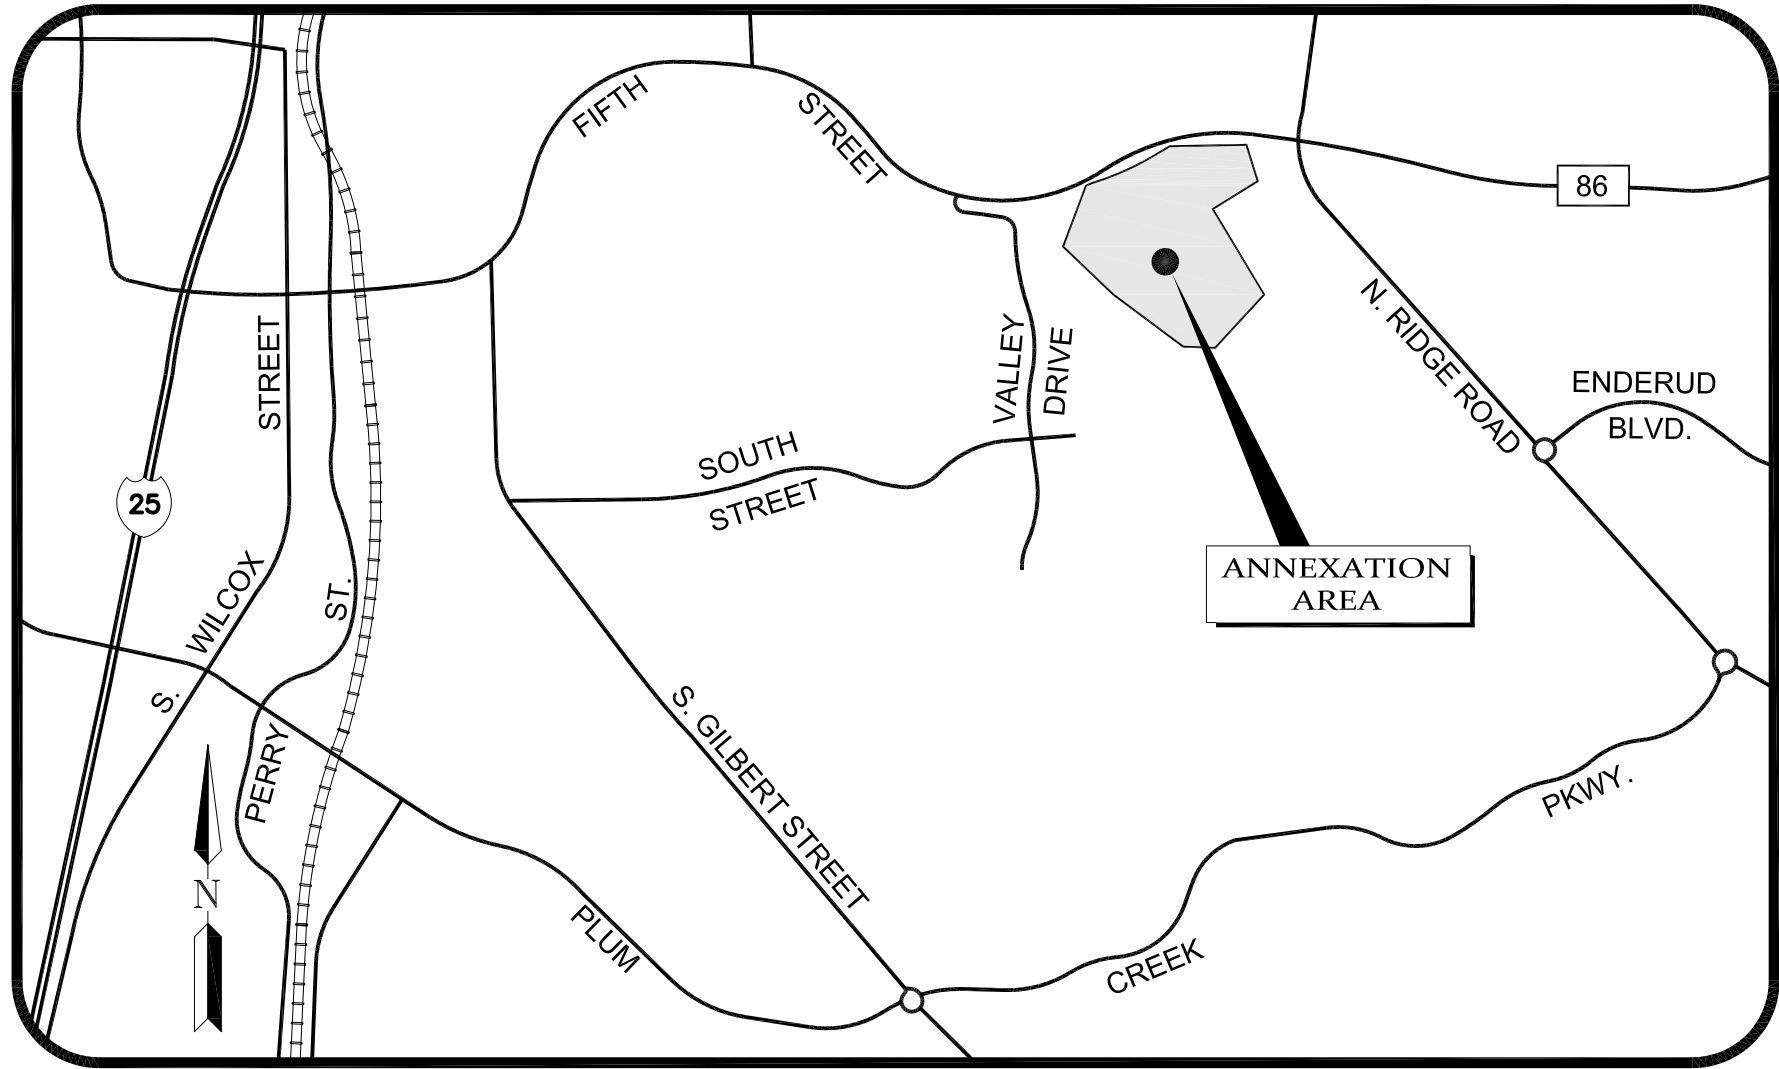 FIFTH
STREET
86
STREET
VALLEY
DRIVE
N. RIDGE ROAD
ENDERUD
BLVD.
SOUTH
STREET
25
WILCOX
S.
ST.
PERRY
ANNEXATION
AREA
S. GILBERT STREET
PKWY.
N
PLUM
CREEK